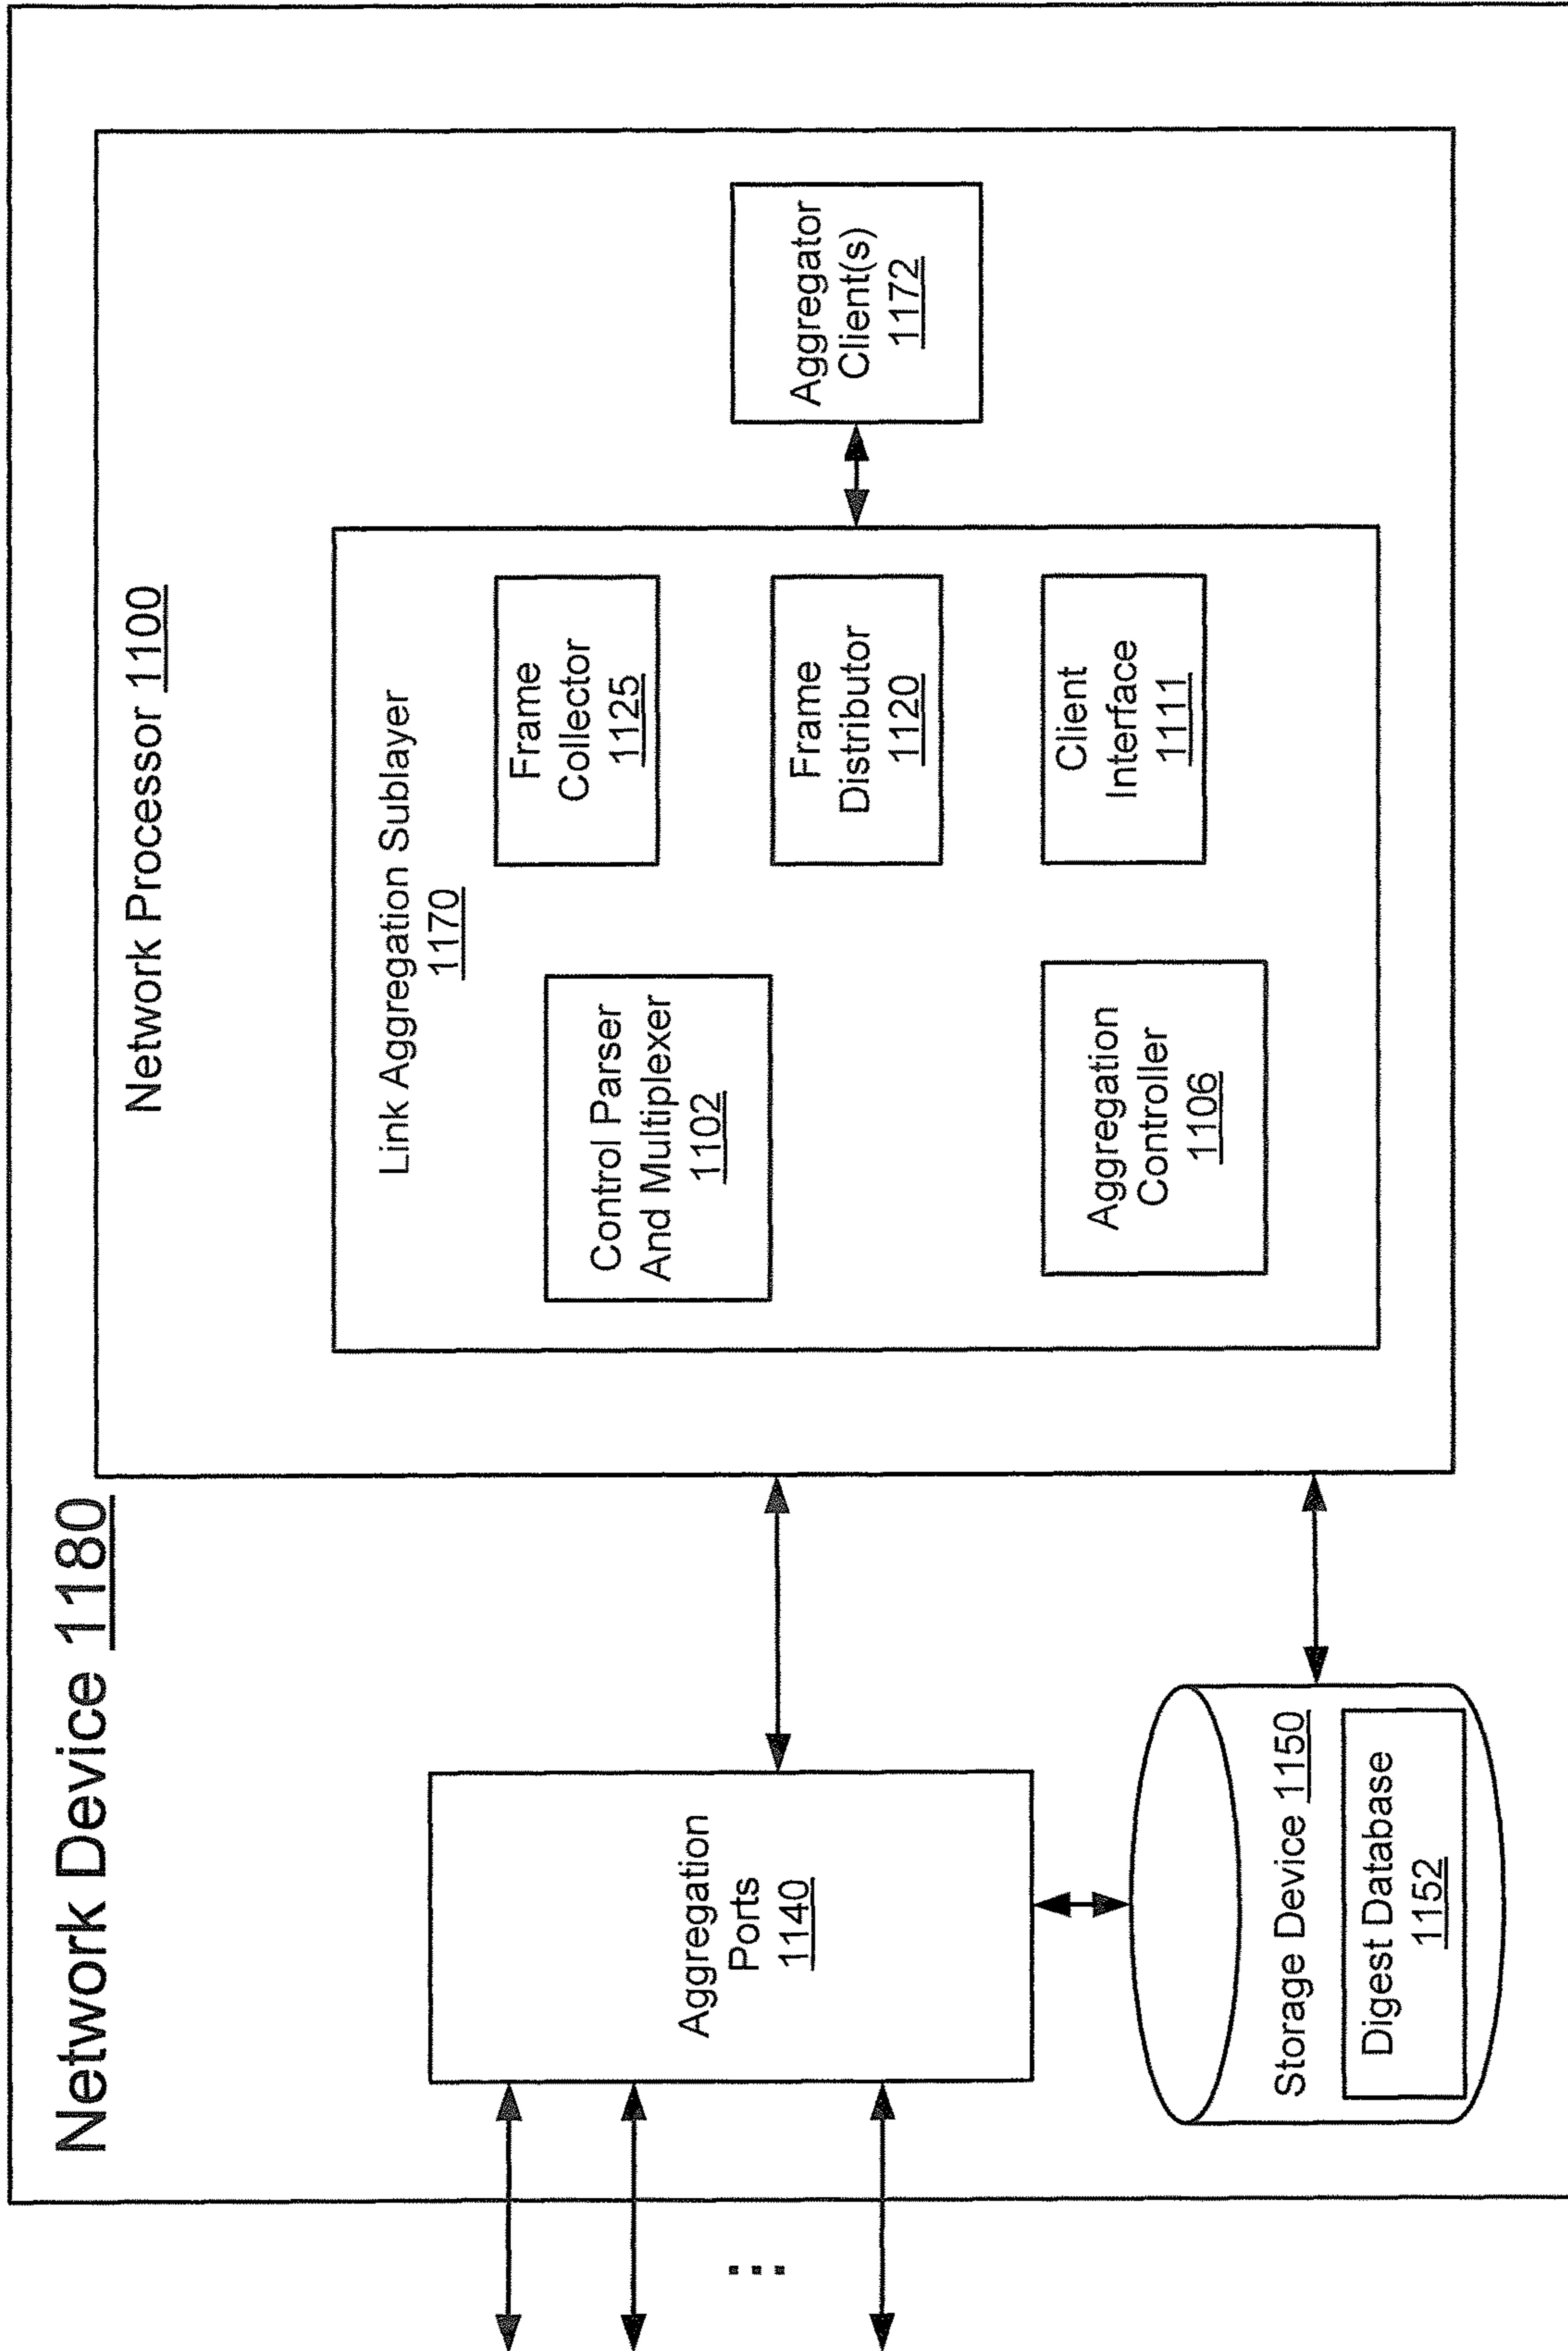 Network Device 1180
Network Processor 1100
Link Aggregation Sublayer
1170
Control Parser
And Multiplexer
1102
Frame
Collector
1125
Frame
Distributor
1120
Aggregation
Controller
1106
Client
Interface
1111
Aggregator
Client(s)
1172
Aggregation
Ports
1140
...
Storage Device 1150
Digest Database
1152